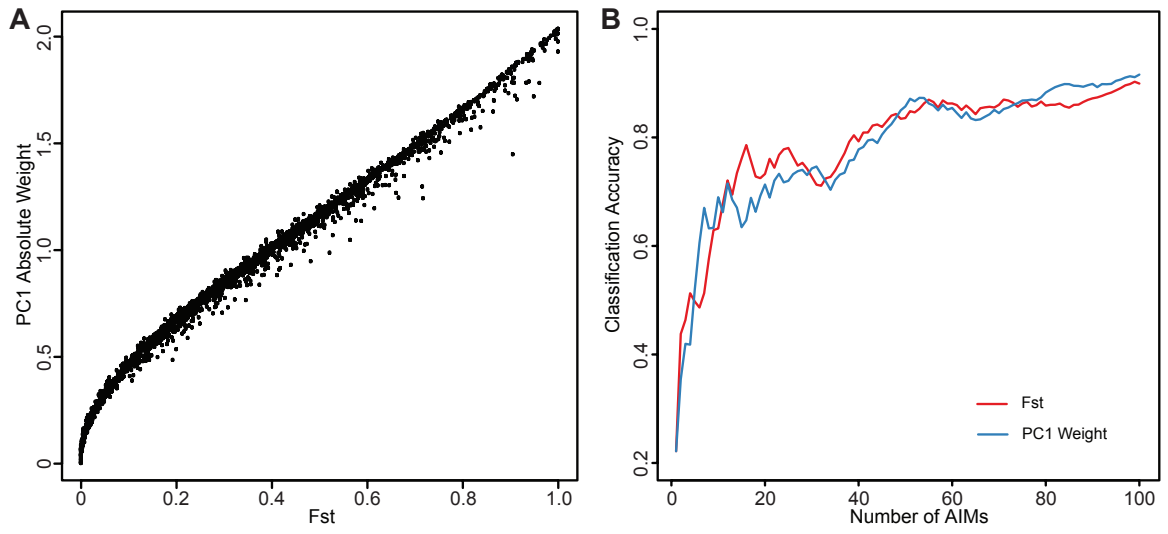 A
PC1 Absolute Weight
2.0
1.5
1.0
0.5
0
0 0.2 0.4 0.6 0.8 1.0
Fst
B
Classification Accuracy
1.0
0.8
0.6
0.4
0.2
Fst
PC1 Weight
0 20 40 60 80 100
Number of AIMs